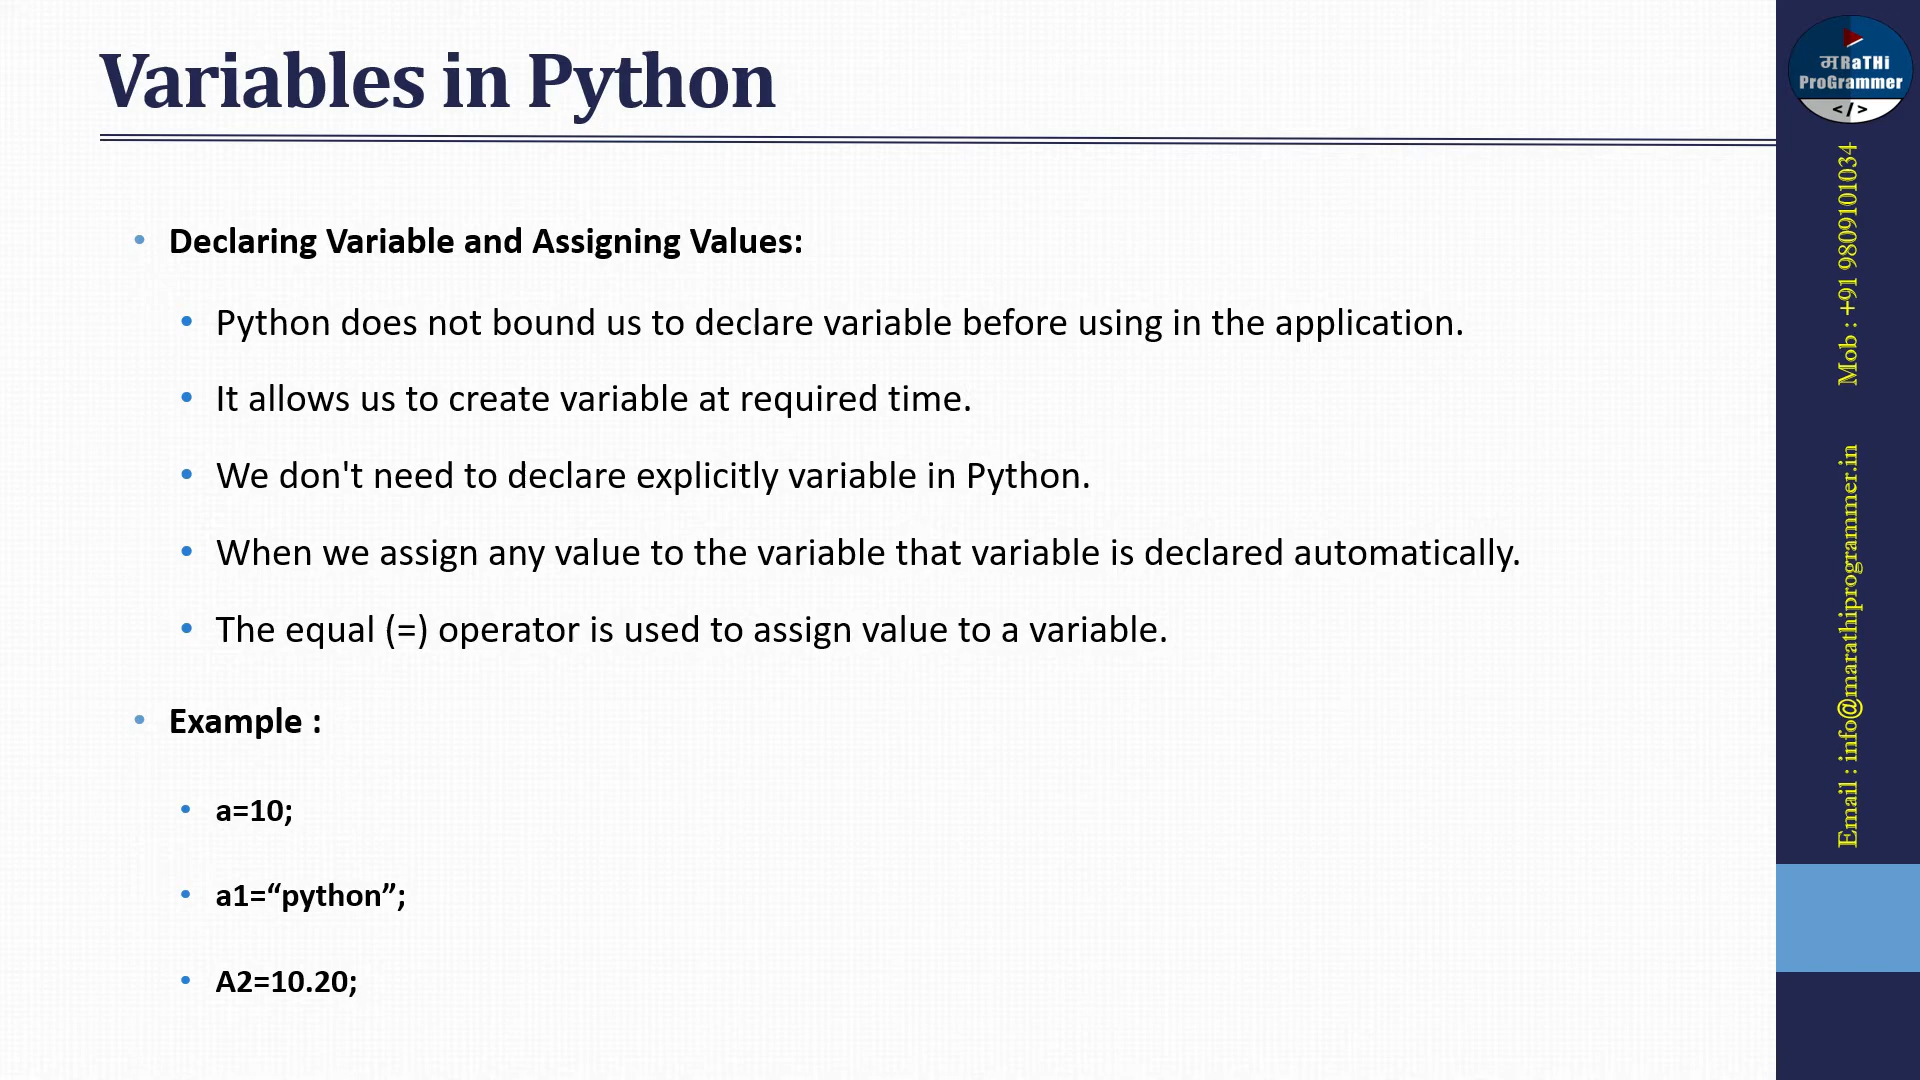 Variables in Python
• Declaring Variable and Assigning Values:
• Python does not bound us to declare variable before using in the application.
• It allows us to create variable at required time.
• We don't need to declare explicitly variable in Python.
• When we assign any value to the variable that variable is declared automatically.
• The equal (=) operator is used to assign value to a variable.
• Example :
• a=10;
• a1=“python”;
• A2=10.20;
मRaTHi
ProGrammer
</>
Mob : +91 9809101034
Email : info@marathiprogrammer.in